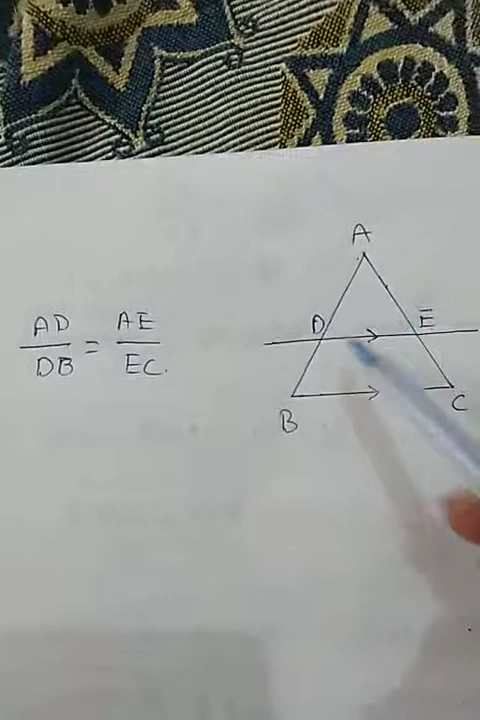 A
AD/DB = AE/EC.
D E
B C